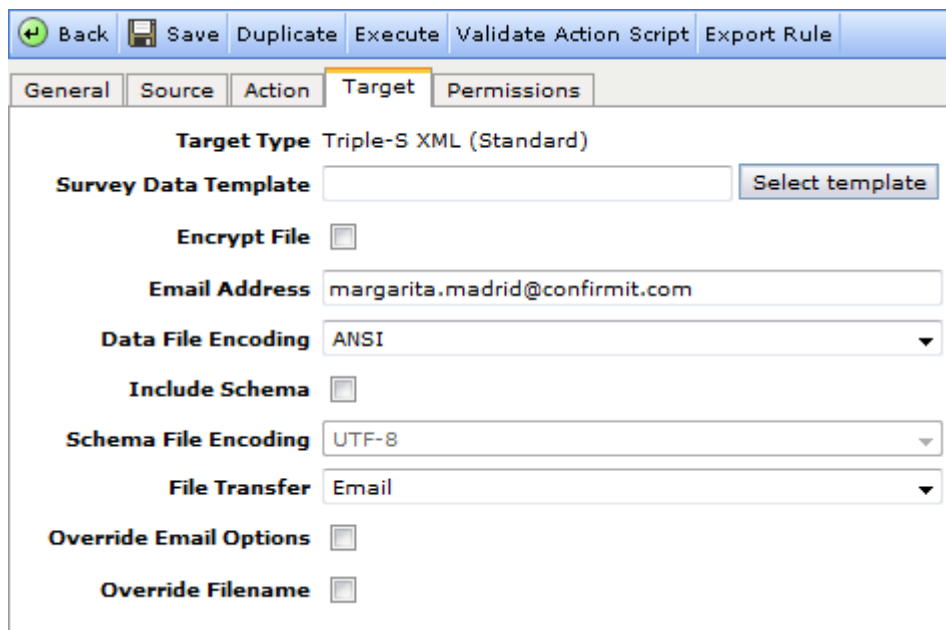 Back Save Duplicate Execute Validate Action Script Export Rule
General Source Action Target Permissions
Target Type Triple-S XML (Standard)
Survey Data Template Select template
Encrypt File
Email Address margarita.madrid@confirmit.com
Data File Encoding ANSI
Include Schema
Schema File Encoding UTF-8
File Transfer Email
Override Email Options
Override Filename